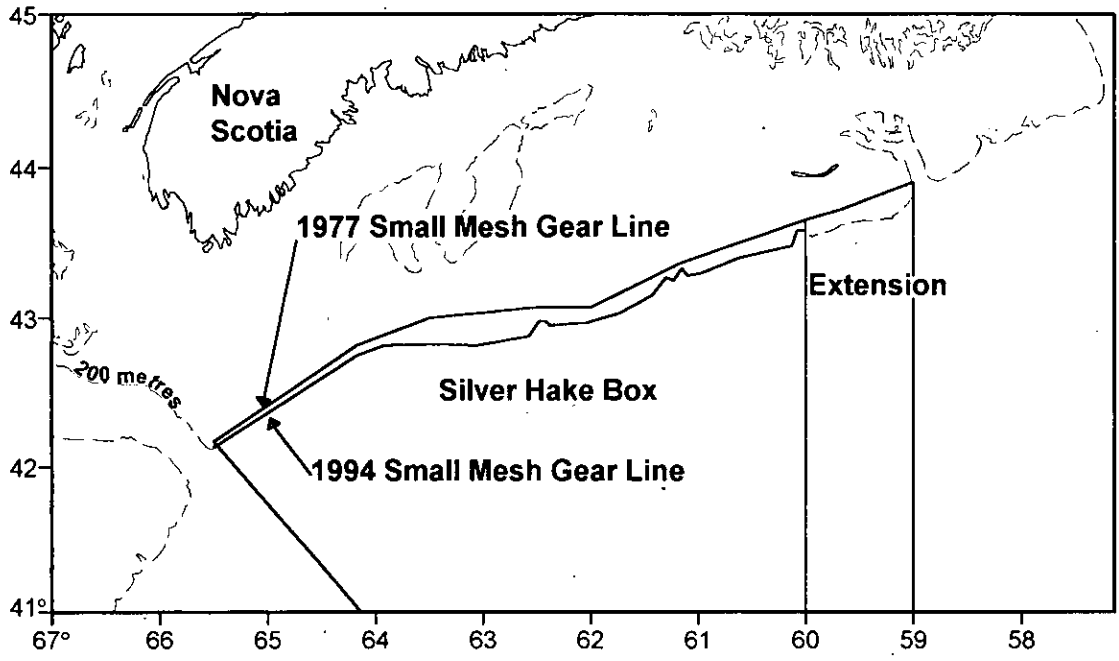 45
Nova
Scotia
44
1977 Small Mesh Gear Line
Extension
43
200 metres
Silver Hake Box
42
1994 Small Mesh Gear Line
41°
67° 66 65 64 63 62 61 60 59 58